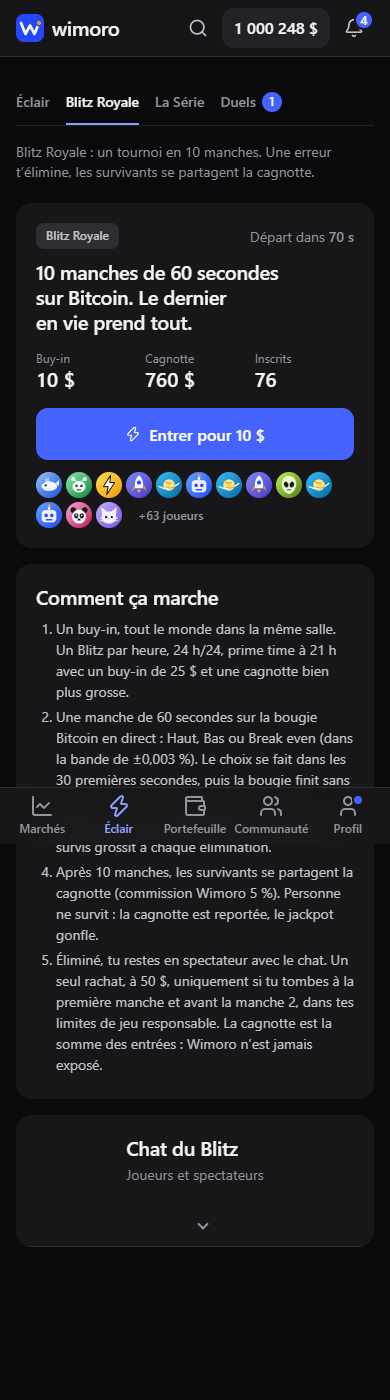 wimoro
1 000 248 $
4
Éclair
Blitz Royale
La Série
Duels
1
Blitz Royale : un tournoi en 10 manches. Une erreur
t'élimine, les survivants se partagent la cagnotte.
Blitz Royale
Départ dans 70 s
10 manches de 60 secondes
sur Bitcoin. Le dernier
en vie prend tout.
Buy-in
Cagnotte
Inscrits
10 $
760 $
76
Entrer pour 10 $
+63 joueurs
Comment ça marche
1. Un buy-in, tout le monde dans la même salle.
Un Blitz par heure, 24 h/24, prime time à 21 h
avec un buy-in de 25 $ et une cagnotte bien
plus grosse.
2. Une manche de 60 secondes sur la bougie
Bitcoin en direct : Haut, Bas ou Break even (dans
la bande de ±0,003 %). Le choix se fait dans les
30 premières secondes, puis la bougie finit sans
Marchés
Éclair
Portefeuille
Communauté
Profil
survis grossit à chaque élimination.
4. Après 10 manches, les survivants se partagent la
cagnotte (commission Wimoro 5 %). Personne
ne survit : la cagnotte est reportée, le jackpot
gonfle.
5. Éliminé, tu restes en spectateur avec le chat. Un
seul rachat, à 50 $, uniquement si tu tombes à la
première manche et avant la manche 2, dans tes
limites de jeu responsable. La cagnotte est la
somme des entrées : Wimoro n'est jamais
exposé.
Chat du Blitz
Joueurs et spectateurs